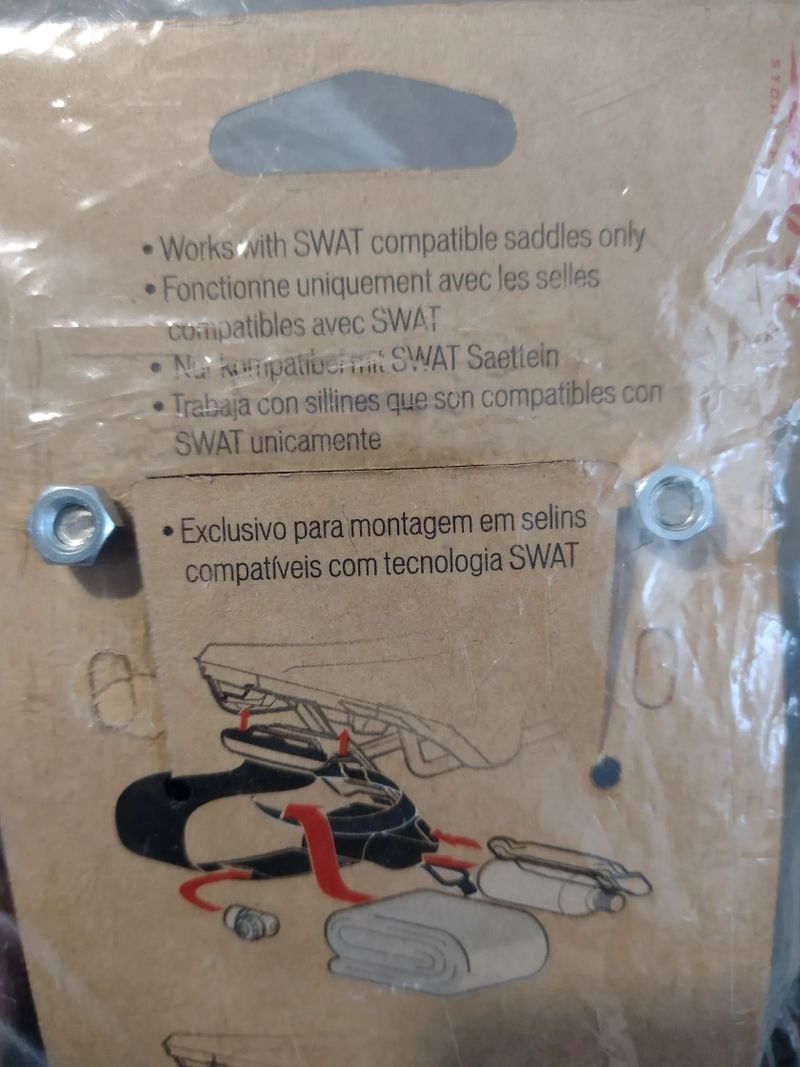 • Works with SWAT compatible saddles only
• Fonctionne uniquement avec les selles
compatibles avec SWAT
• Nur kompatibel mit SWAT Saetteln
• Trabaja con sillines que son compatibles con
SWAT unicamente
• Exclusivo para montagem em selins
compatíveis com tecnologia SWAT